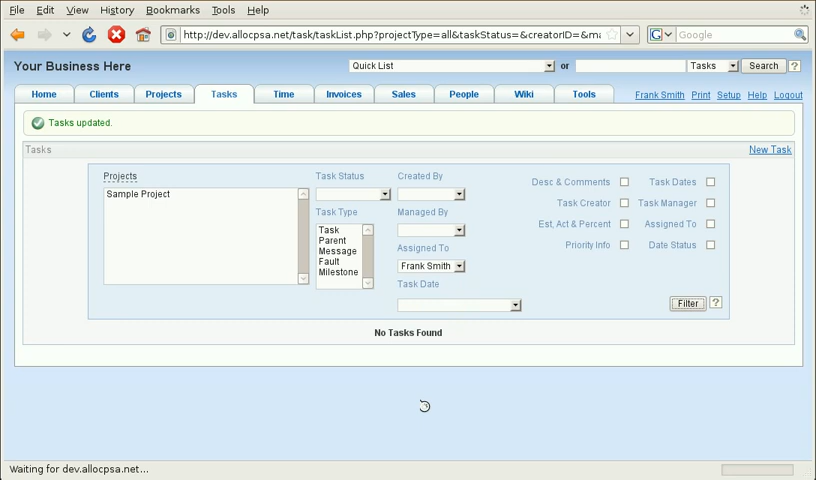 File Edit View History Bookmarks Tools Help
http://dev.allocpsa.net/task/taskList.php?projectType=all&taskStatus=&creatorID=&ma
G Google
Your Business Here
Quick List or Tasks Search ?
Home Clients Projects Tasks Time Invoices Sales People Wiki Tools
Frank Smith Print Setup Help Logout
Tasks updated.
Tasks New Task
Projects
Sample Project
Task Status
Task Type
Task
Parent
Message
Fault
Milestone
Created By
Managed By
Assigned To
Frank Smith
Task Date
Desc & Comments Task Dates
Task Creator Task Manager
Est, Act & Percent Assigned To
Priority Info Date Status
Filter ?
No Tasks Found
Waiting for dev.allocpsa.net...